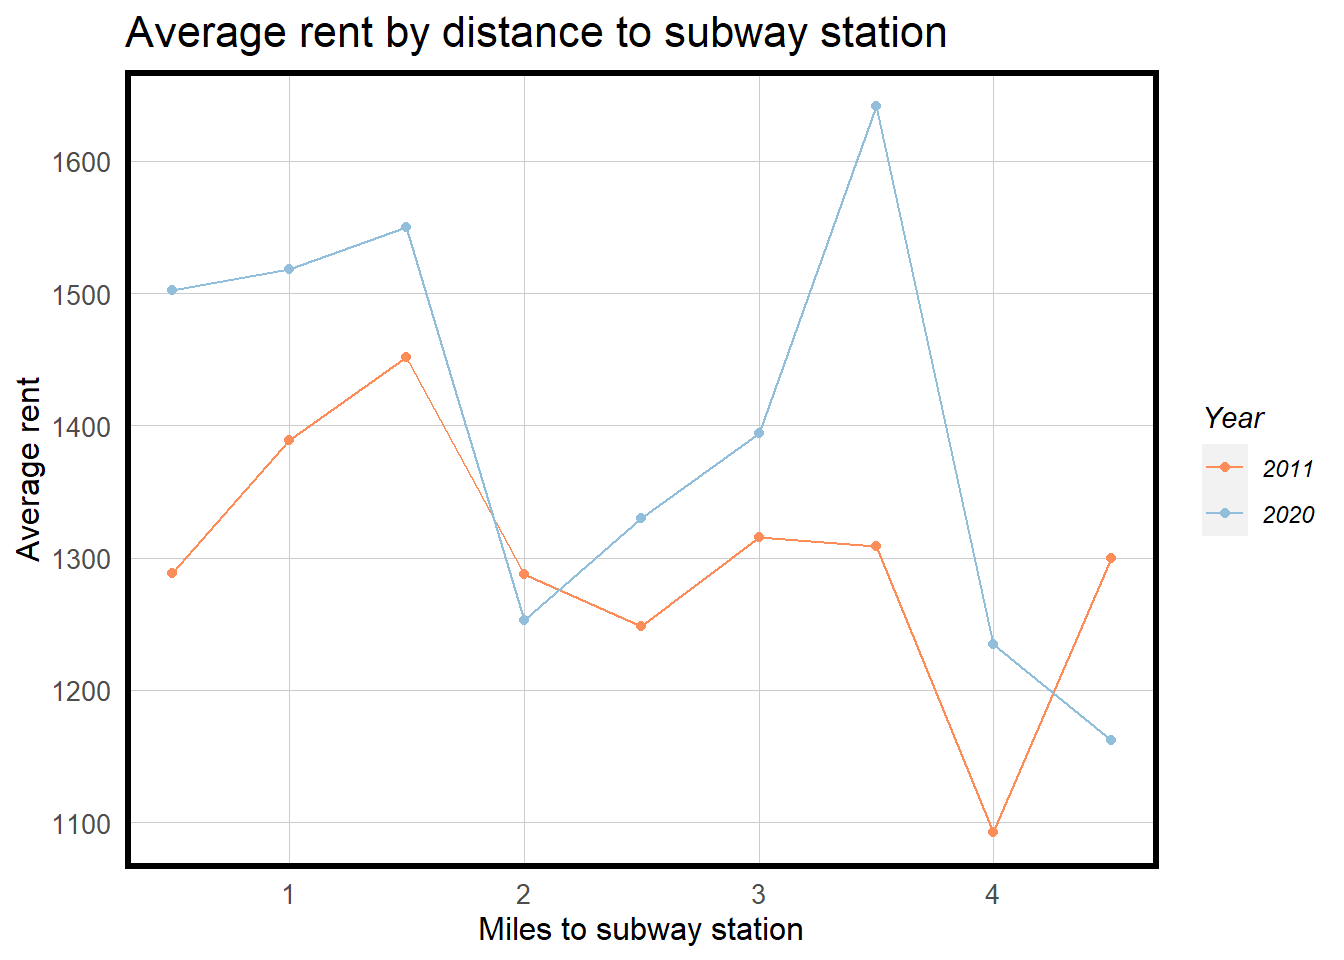 Average rent by distance to subway station
1600
1500
1400
1300
1200
1100
Average rent
1 2 3 4
Miles to subway station
Year
2011
2020